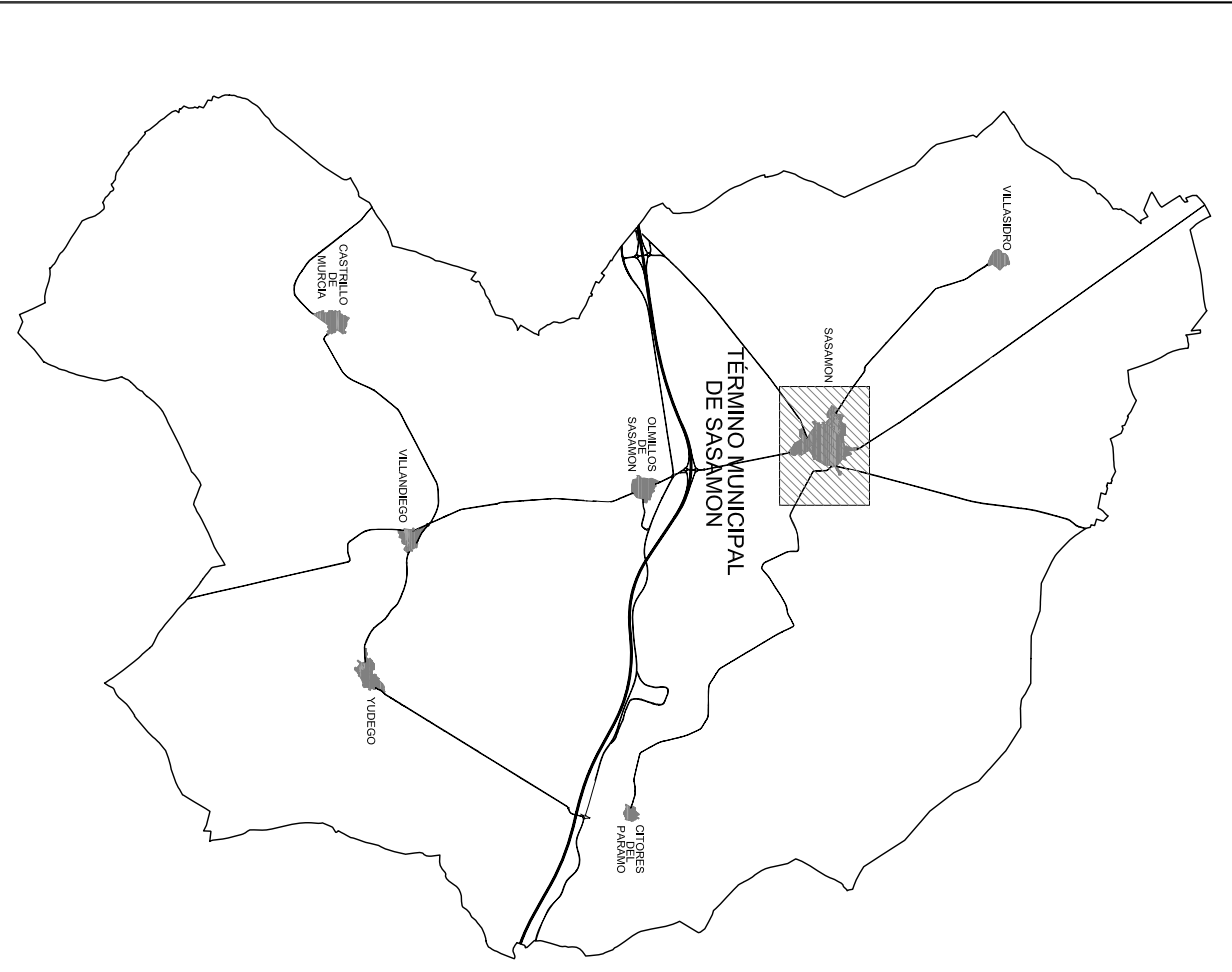 VILLASIDRO
SASAMON
TÉRMINO MUNICIPAL
DE SASAMON
OLMILLOS
DE
SASAMON
CITORES
DEL
PARAMO
CASTRILLO
DE
MURCIA
VILLANDIEGO
YUDEGO